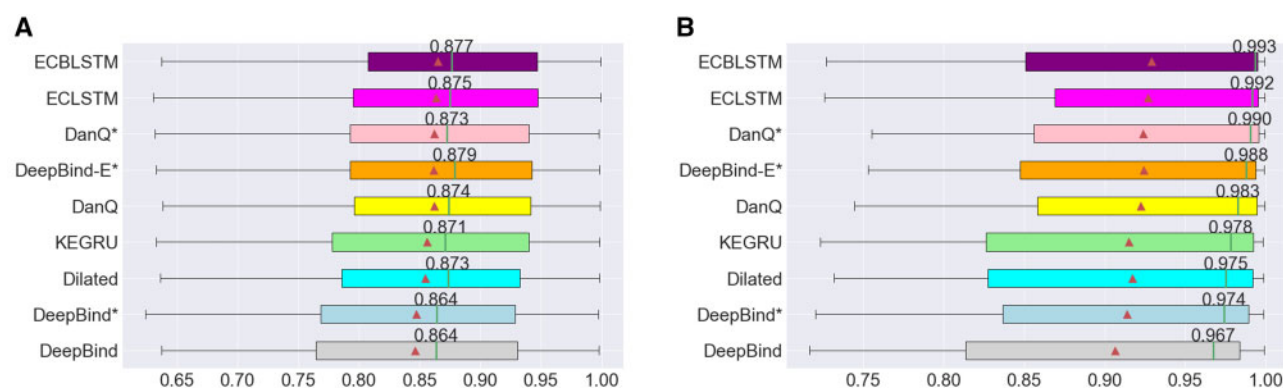 A
ECBLSTM 0.877
ECLSTM 0.875
DanQ* 0.873
DeepBind-E* 0.879
DanQ 0.874
KEGRU 0.871
Dilated 0.873
DeepBind* 0.864
DeepBind 0.864
0.65 0.70 0.75 0.80 0.85 0.90 0.95 1.00
B
ECBLSTM 0.993
ECLSTM 0.992
DanQ* 0.990
DeepBind-E* 0.988
DanQ 0.983
KEGRU 0.978
Dilated 0.975
DeepBind* 0.974
DeepBind 0.967
0.75 0.80 0.85 0.90 0.95 1.00